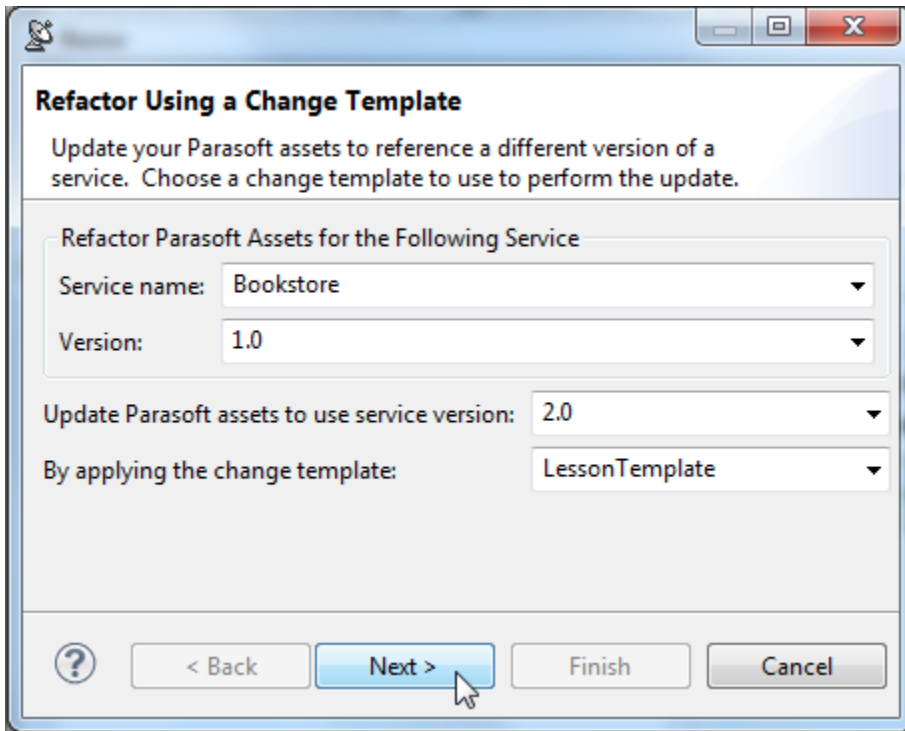 Refactor Using a Change Template
Update your Parasoft assets to reference a different version of a
service.  Choose a change template to use to perform the update.
Refactor Parasoft Assets for the Following Service
Service name: Bookstore
Version: 1.0
Update Parasoft assets to use service version: 2.0
By applying the change template: LessonTemplate
? < Back Next > Finish Cancel